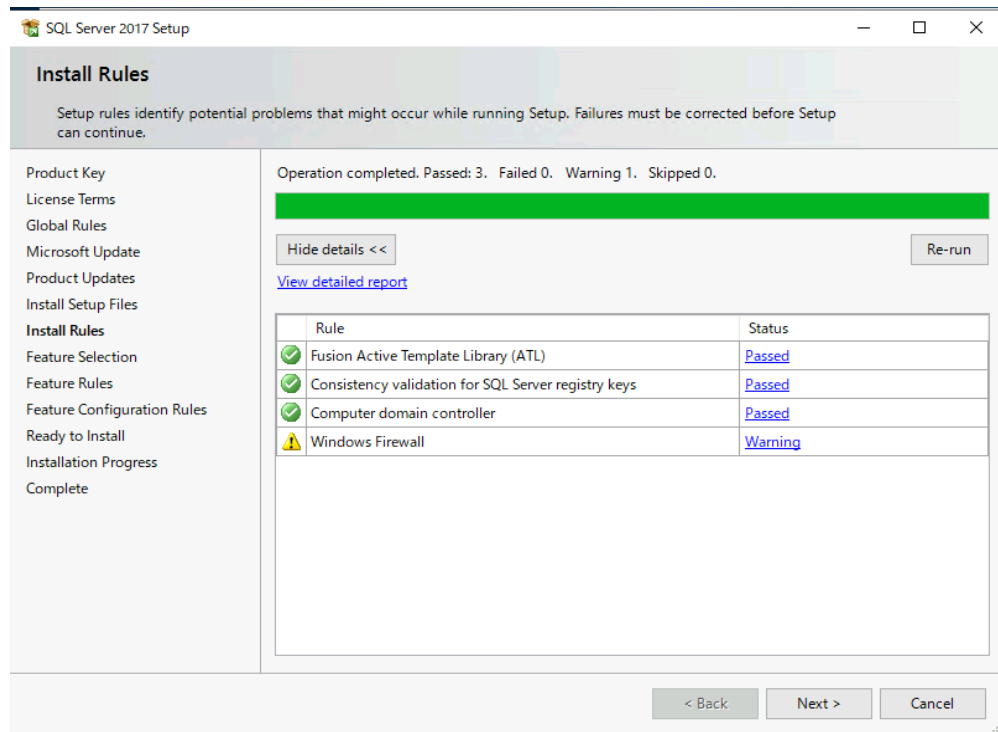 SQL Server 2017 Setup
Install Rules
Setup rules identify potential problems that might occur while running Setup. Failures must be corrected before Setup
can continue.
Product Key
License Terms
Global Rules
Microsoft Update
Product Updates
Install Setup Files
Install Rules
Feature Selection
Feature Rules
Feature Configuration Rules
Ready to Install
Installation Progress
Complete
Operation completed. Passed: 3. Failed 0. Warning 1. Skipped 0.
Hide details <<
Re-run
View detailed report
Rule Status
Fusion Active Template Library (ATL) Passed
Consistency validation for SQL Server registry keys Passed
Computer domain controller Passed
Windows Firewall Warning
< Back Next > Cancel